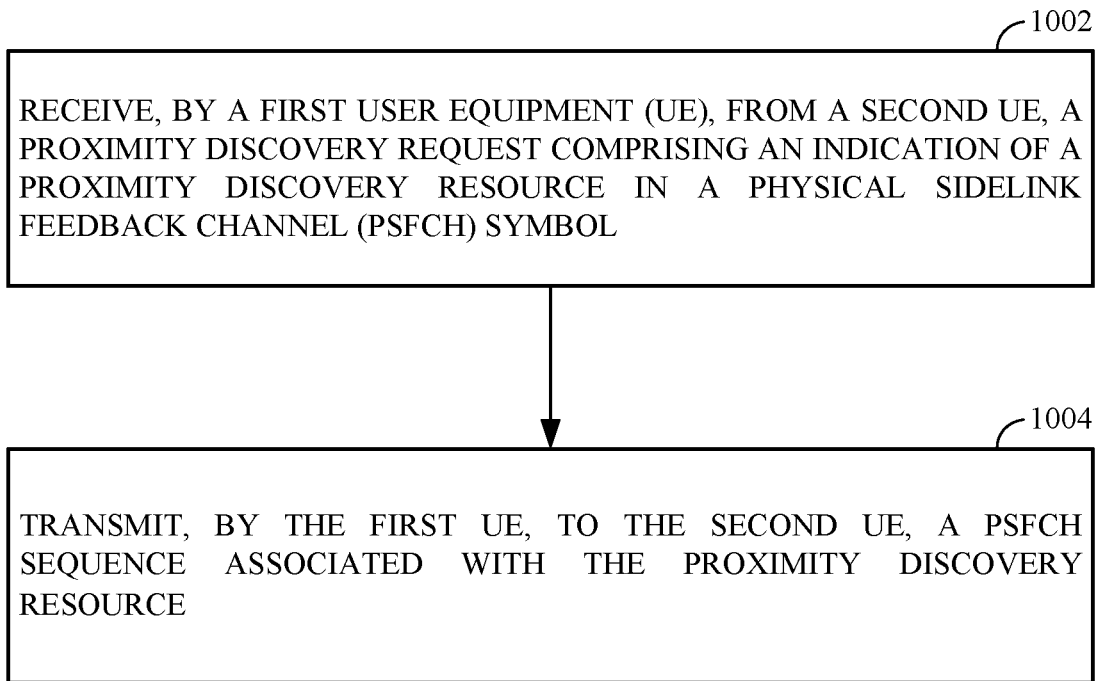 1002
RECEIVE, BY A FIRST USER EQUIPMENT (UE), FROM A SECOND UE, A
PROXIMITY DISCOVERY REQUEST COMPRISING AN INDICATION OF A
PROXIMITY DISCOVERY RESOURCE IN A PHYSICAL SIDELINK
FEEDBACK CHANNEL (PSFCH) SYMBOL
1004
TRANSMIT, BY THE FIRST UE, TO THE SECOND UE, A PSFCH
SEQUENCE ASSOCIATED WITH THE PROXIMITY DISCOVERY
RESOURCE